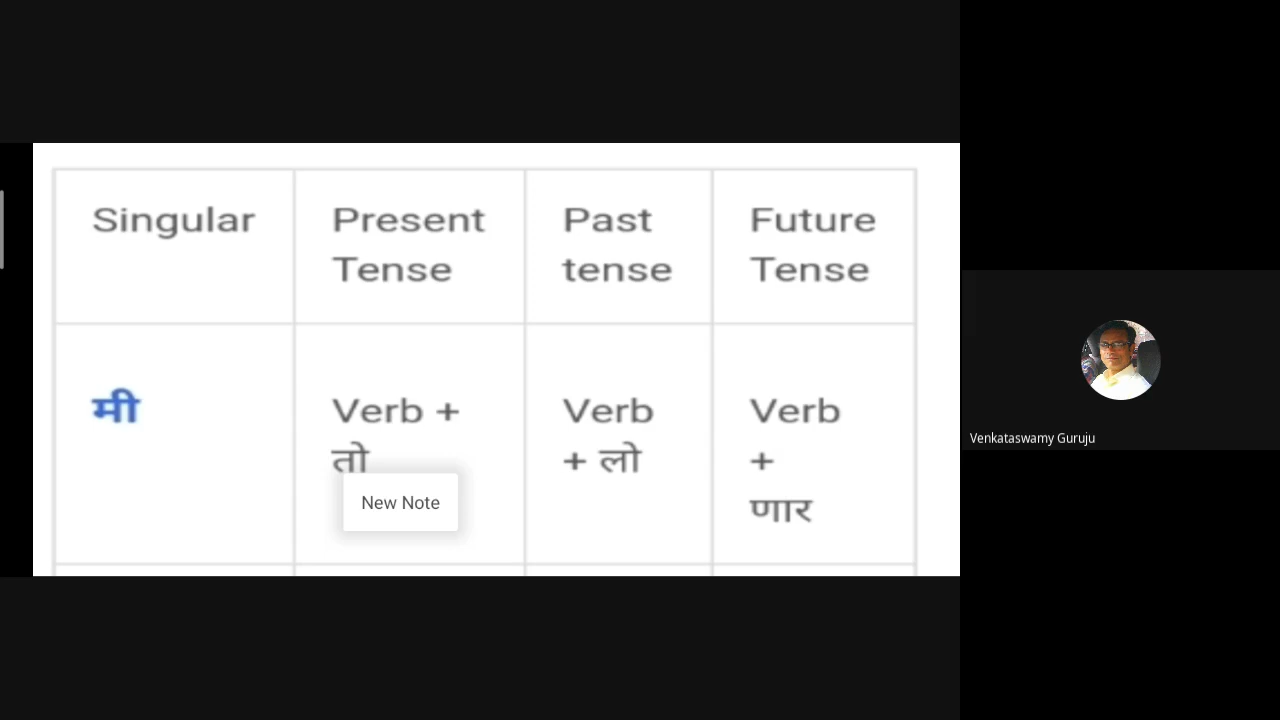 Singular
Present
Tense
Past
tense
Future
Tense
मी
Verb +
तो
Verb
+ लो
Verb
+
णार
New Note
Venkataswamy Guruju